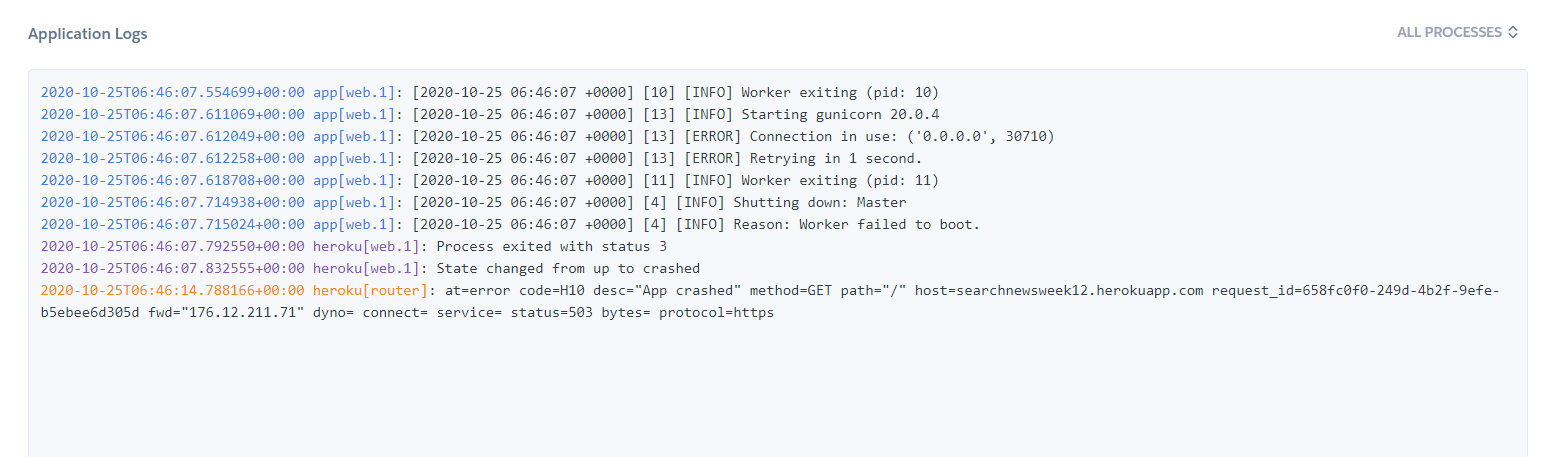 Application Logs
ALL PROCESSES
2020-10-25T06:46:07.554699+00:00 app[web.1]: [2020-10-25 06:46:07 +0000] [10] [INFO] Worker exiting (pid: 10)
2020-10-25T06:46:07.611069+00:00 app[web.1]: [2020-10-25 06:46:07 +0000] [13] [INFO] Starting gunicorn 20.0.4
2020-10-25T06:46:07.612049+00:00 app[web.1]: [2020-10-25 06:46:07 +0000] [13] [ERROR] Connection in use: ('0.0.0.0', 30710)
2020-10-25T06:46:07.612258+00:00 app[web.1]: [2020-10-25 06:46:07 +0000] [13] [ERROR] Retrying in 1 second.
2020-10-25T06:46:07.618708+00:00 app[web.1]: [2020-10-25 06:46:07 +0000] [11] [INFO] Worker exiting (pid: 11)
2020-10-25T06:46:07.714938+00:00 app[web.1]: [2020-10-25 06:46:07 +0000] [4] [INFO] Shutting down: Master
2020-10-25T06:46:07.715024+00:00 app[web.1]: [2020-10-25 06:46:07 +0000] [4] [INFO] Reason: Worker failed to boot.
2020-10-25T06:46:07.792550+00:00 heroku[web.1]: Process exited with status 3
2020-10-25T06:46:07.832555+00:00 heroku[web.1]: State changed from up to crashed
2020-10-25T06:46:14.788166+00:00 heroku[router]: at=error code=H10 desc="App crashed" method=GET path="/" host=searchnewsweek12.herokuapp.com request_id=658fc0f0-249d-4b2f-9efe-
b5ebee6d305d fwd="176.12.211.71" dyno= connect= service= status=503 bytes= protocol=https